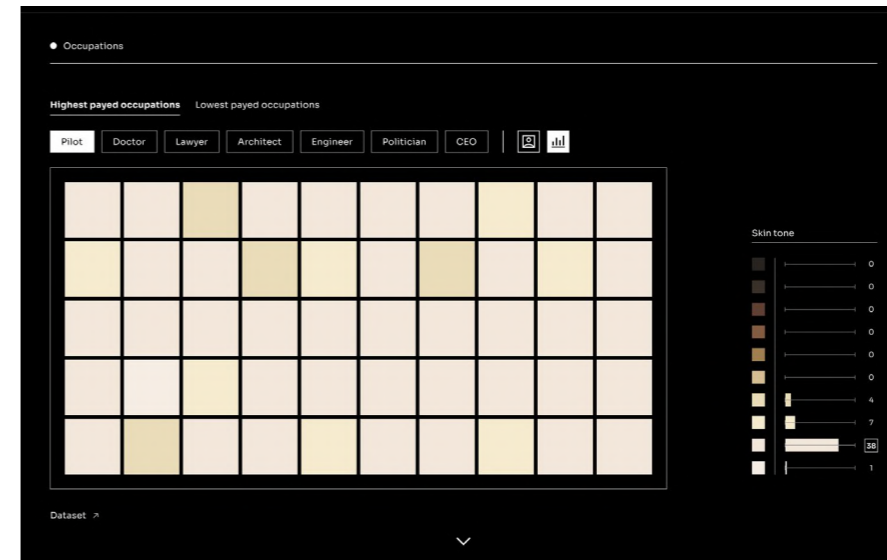 Occupations
Highest payed occupations Lowest payed occupations
Pilot Doctor Lawyer Architect Engineer Politician CEO
Skin tone
0
0
0
0
0
0
4
7
38
1
Dataset ↗